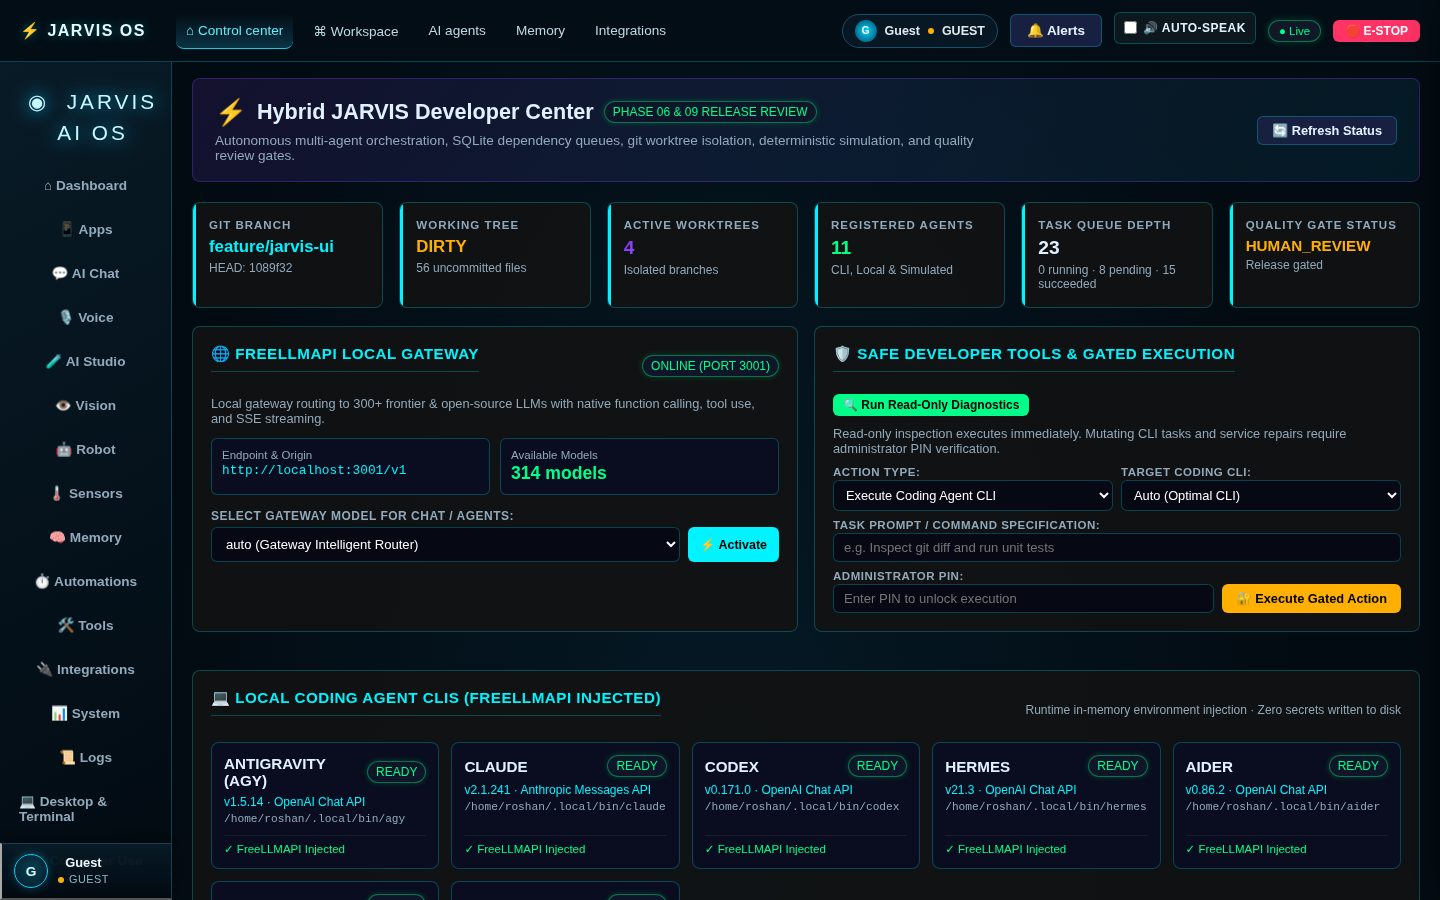 ⚡ JARVIS OS
⌂ Control center
⌘ Workspace
AI agents
Memory
Integrations
G Guest GUEST
🔔 Alerts
🔊 AUTO-SPEAK
● Live
🛑 E-STOP
◉ JARVIS
AI OS
⌂ Dashboard
📱 Apps
💬 AI Chat
🎙️ Voice
🧪 AI Studio
👁️ Vision
🤖 Robot
🌡️ Sensors
🧠 Memory
⏱️ Automations
🛠️ Tools
🔌 Integrations
📊 System
📜 Logs
💻 Desktop &
Terminal
G
Guest
GUEST
⚡ Hybrid JARVIS Developer Center
PHASE 06 & 09 RELEASE REVIEW
Autonomous multi-agent orchestration, SQLite dependency queues, git worktree isolation, deterministic simulation, and quality
review gates.
🔄 Refresh Status
GIT BRANCH
feature/jarvis-ui
HEAD: 1089f32
WORKING TREE
DIRTY
56 uncommitted files
ACTIVE WORKTREES
4
Isolated branches
REGISTERED AGENTS
11
CLI, Local & Simulated
TASK QUEUE DEPTH
23
0 running · 8 pending · 15
succeeded
QUALITY GATE STATUS
HUMAN_REVIEW
Release gated
🌐 FREELLMAPI LOCAL GATEWAY
ONLINE (PORT 3001)
Local gateway routing to 300+ frontier & open-source LLMs with native function calling, tool use,
and SSE streaming.
Endpoint & Origin
http://localhost:3001/v1
Available Models
314 models
SELECT GATEWAY MODEL FOR CHAT / AGENTS:
auto (Gateway Intelligent Router)
⚡ Activate
🛡️ SAFE DEVELOPER TOOLS & GATED EXECUTION
🔍 Run Read-Only Diagnostics
Read-only inspection executes immediately. Mutating CLI tasks and service repairs require
administrator PIN verification.
ACTION TYPE:
TARGET CODING CLI:
Execute Coding Agent CLI
Auto (Optimal CLI)
TASK PROMPT / COMMAND SPECIFICATION:
e.g. Inspect git diff and run unit tests
ADMINISTRATOR PIN:
Enter PIN to unlock execution
🔐 Execute Gated Action
💻 LOCAL CODING AGENT CLIS (FREELLMAPI INJECTED)
Runtime in-memory environment injection · Zero secrets written to disk
ANTIGRAVITY
(AGY)
READY
v1.5.14 · OpenAI Chat API
/home/roshan/.local/bin/agy
✓ FreeLLMAPI Injected
CLAUDE
READY
v2.1.241 · Anthropic Messages API
/home/roshan/.local/bin/claude
✓ FreeLLMAPI Injected
CODEX
READY
v0.171.0 · OpenAI Chat API
/home/roshan/.local/bin/codex
✓ FreeLLMAPI Injected
HERMES
READY
v21.3 · OpenAI Chat API
/home/roshan/.local/bin/hermes
✓ FreeLLMAPI Injected
AIDER
READY
v0.86.2 · OpenAI Chat API
/home/roshan/.local/bin/aider
✓ FreeLLMAPI Injected